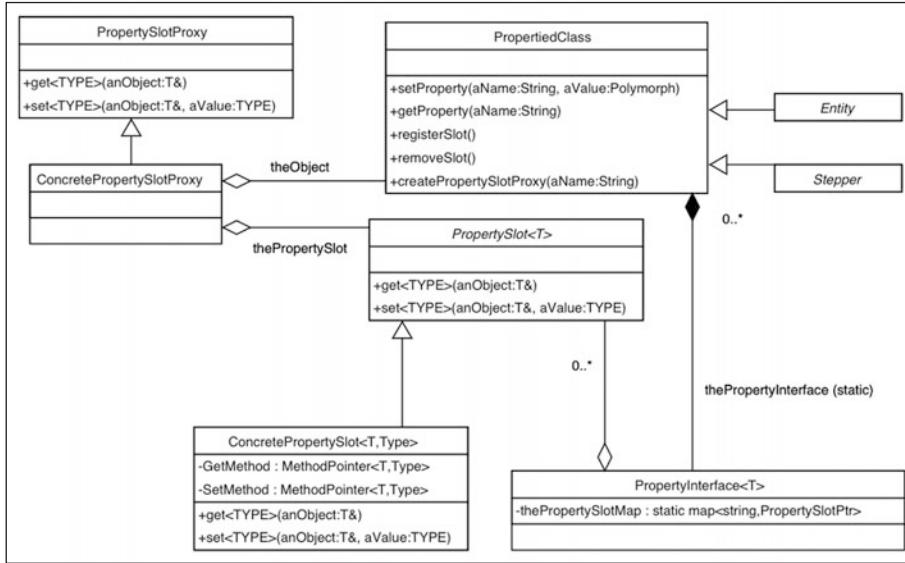 PropertySlotProxy
+get<TYPE>(anObject:T&)
+set<TYPE>(anObject:T&, aValue:TYPE)
PropertiedClass
+setProperty(aName:String, aValue:Polymorph)
+getProperty(aName:String)
+registerSlot()
+removeSlot()
+createPropertySlotProxy(aName:String)
Entity
Stepper
ConcretePropertySlotProxy
theObject
thePropertySlot
PropertySlot<T>
+get<TYPE>(anObject:T&)
+set<TYPE>(anObject:T&, aValue:TYPE)
0..*
0..*
thePropertyInterface (static)
ConcretePropertySlot<T,Type>
-GetMethod : MethodPointer<T,Type>
-SetMethod : MethodPointer<T,Type>
+get<TYPE>(anObject:T&)
+set<TYPE>(anObject:T&, aValue:TYPE)
PropertyInterface<T>
-thePropertySlotMap : static map<string,PropertySlotPtr>